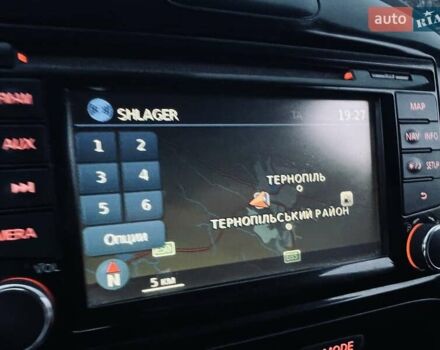 auto RIA
SHLAGER TA 19:27
1 2
3 4
5 6
Опции
ТЕРНОПІЛЬ
ТЕРНОПІЛЬСЬКИЙ РАЙОН
N
5 км
AUX
VOL
MAP
NAV INFO
SETUP